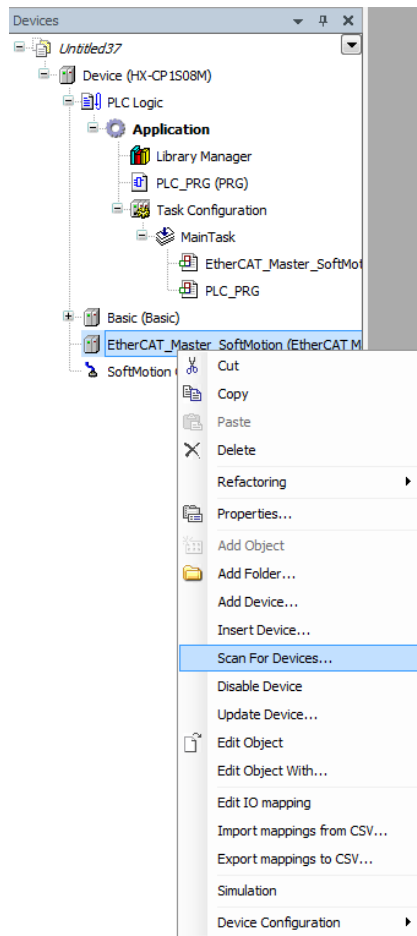 Devices
Untitled37
Device (HX-CP1S08M)
PLC Logic
Application
Library Manager
PLC_PRG (PRG)
Task Configuration
MainTask
EtherCAT_Master_SoftMot
PLC_PRG
Basic (Basic)
EtherCAT_Master_SoftMotion (EtherCAT M
SoftMotion
Cut
Copy
Paste
Delete
Refactoring
Properties...
Add Object
Add Folder...
Add Device...
Insert Device...
Scan For Devices...
Disable Device
Update Device...
Edit Object
Edit Object With...
Edit IO mapping
Import mappings from CSV...
Export mappings to CSV...
Simulation
Device Configuration